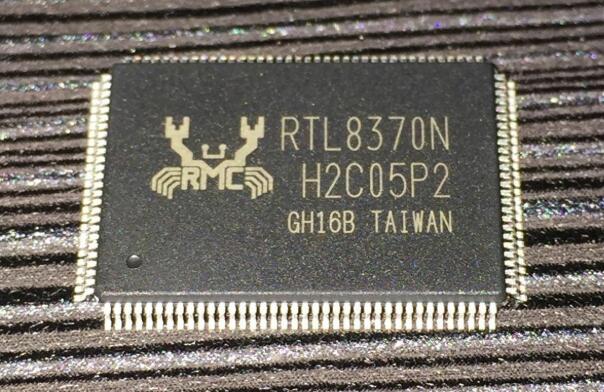 RTL8370N
RMC
H2C05P2
GH16B TAIWAN